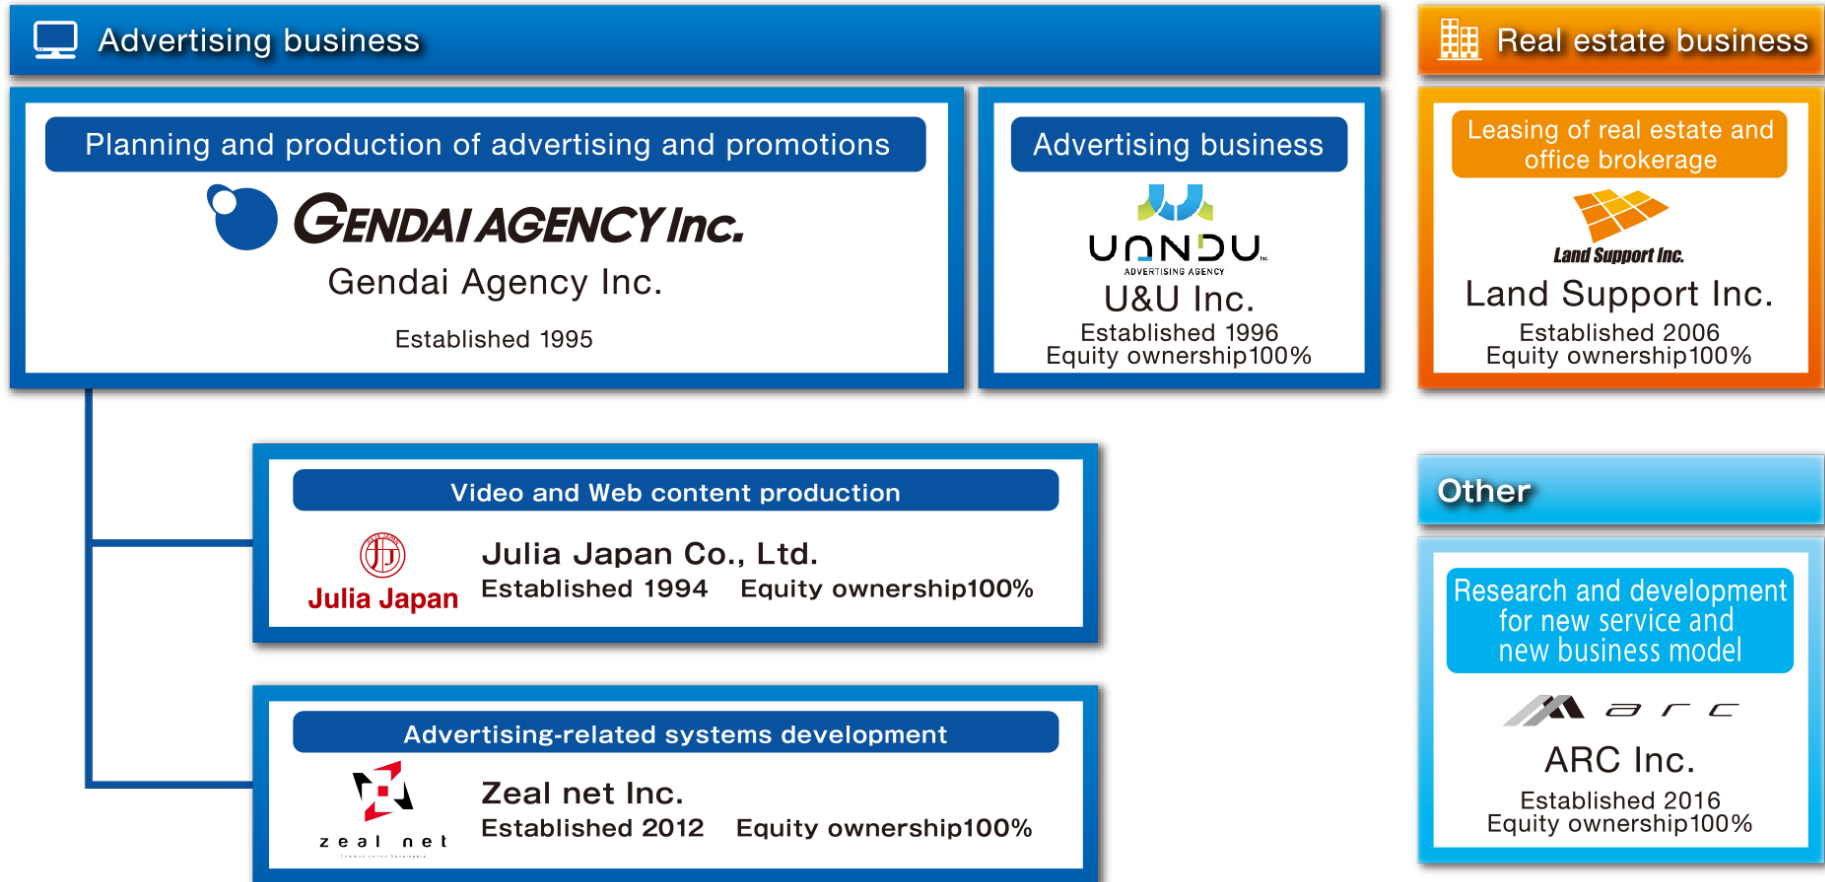 Advertising business
Planning and production of advertising and promotions
GENDAI AGENCY Inc.
Gendai Agency Inc.
Established 1995
Advertising business
UANDU Inc.
ADVERTISING AGENCY
U&U Inc.
Established 1996
Equity ownership100%
Real estate business
Leasing of real estate and
office brokerage
Land Support Inc.
Land Support Inc.
Established 2006
Equity ownership100%
Video and Web content production
JULIA JAPAN
Julia Japan
Julia Japan Co., Ltd.
Established 1994 Equity ownership100%
Advertising-related systems development
zeal net
Zeal net Inc.
Established 2012 Equity ownership100%
Other
Research and development
for new service and
new business model
arc
ARC Inc.
Established 2016
Equity ownership100%